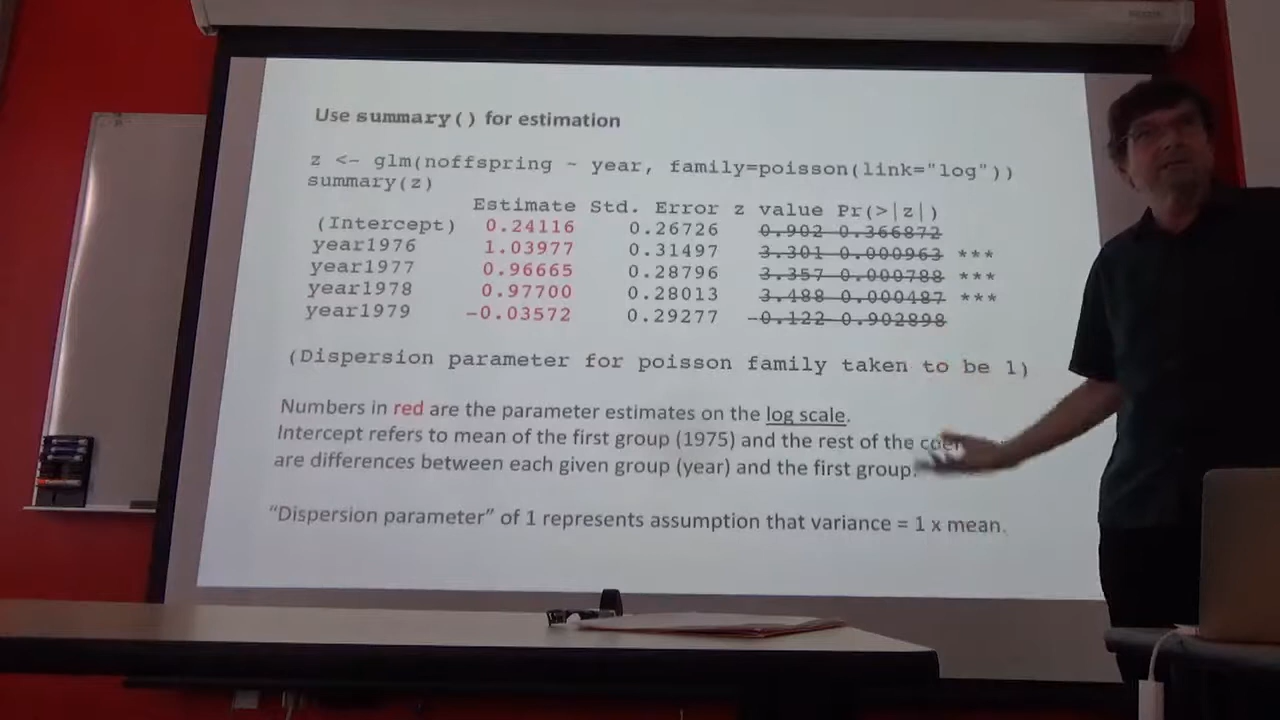 Use summary() for estimation
z <- glm(noffspring ~ year, family=poisson(link="log"))
summary(z)
Estimate Std. Error z value Pr(>|z|)
(Intercept) 0.24116 0.26726 0.902 0.366872
year1976 1.03977 0.31497 3.301 0.000963 ***
year1977 0.96665 0.28796 3.357 0.000788 ***
year1978 0.97700 0.28013 3.488 0.000487 ***
year1979 -0.03572 0.29277 -0.122 0.902898
(Dispersion parameter for poisson family taken to be 1)
Numbers in red are the parameter estimates on the log scale.
Intercept refers to mean of the first group (1975) and the rest of the
are differences between each given group (year) and the first group.
"Dispersion parameter" of 1 represents assumption that variance = 1 x mean.